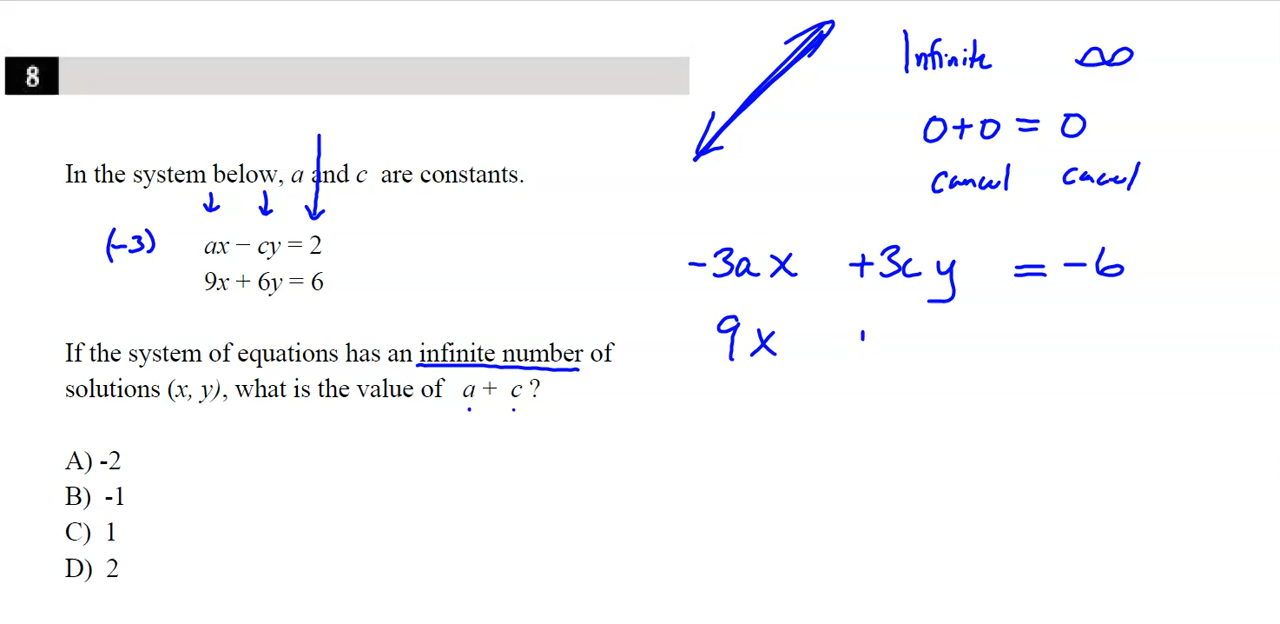 8
Infinite ∞
0+0 = 0
cancel cancel
In the system below, a and c are constants.
(-3) ax − cy = 2
9x + 6y = 6
-3ax +3cy = -6
9x
If the system of equations has an infinite number of
solutions (x, y), what is the value of a + c ?
A) -2
B) -1
C) 1
D) 2